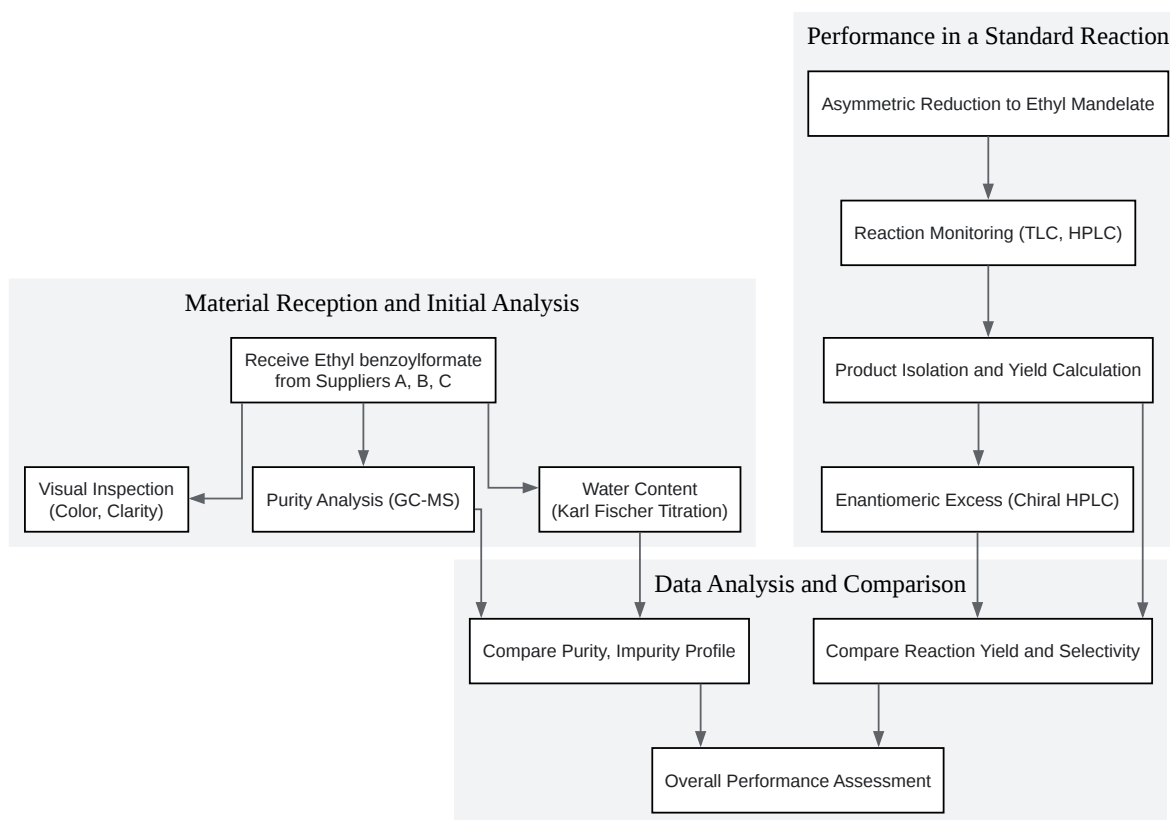 Performance in a Standard Reaction
Asymmetric Reduction to Ethyl Mandelate
Reaction Monitoring (TLC, HPLC)
Material Reception and Initial Analysis
Receive Ethyl benzoylformate
from Suppliers A, B, C
Product Isolation and Yield Calculation
Visual Inspection
(Color, Clarity)
Purity Analysis (GC-MS)
Water Content
(Karl Fischer Titration)
Enantiomeric Excess (Chiral HPLC)
Data Analysis and Comparison
Compare Purity, Impurity Profile
Compare Reaction Yield and Selectivity
Overall Performance Assessment